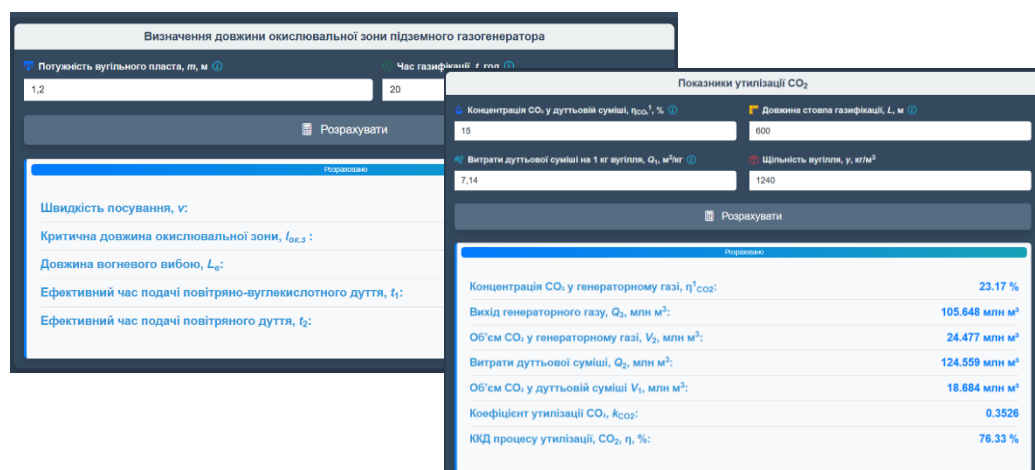 Визначення довжини окислювальної зони підземного газогенератора
Потужність вугільного пласта, m, м
Час газифікації, t, год
1,2
20
Розрахувати
Розраховано
Швидкість посування, v:
Критична довжина окислювальної зони, lок.з :
Довжина вогневого вибою, Lв:
Ефективний час подачі повітряно-вуглекислотного дуття, t₁:
Ефективний час подачі повітряного дуття, t₂:
Показники утилізації CO₂
Концентрація CO₂ у дуттьовій суміші, ηCO₂¹, %
Довжина стовпа газифікації, L, м
15
600
Витрати дуттьової суміші на 1 кг вугілля, Q₁, м³/кг
Щільність вугілля, γ, кг/м³
7,14
1240
Розрахувати
Розраховано
Концентрація CO₂ у генераторному газі, η¹CO2: 23.17 %
Вихід генераторного газу, Q₃, млн м³: 105.648 млн м³
Об'єм CO₂ у генераторному газі, V₂, млн м³: 24.477 млн м³
Витрати дуттьової суміші, Q₂, млн м³: 124.559 млн м³
Об'єм CO₂ у дуттьовій суміші V₁, млн м³: 18.684 млн м³
Коефіцієнт утилізації CO₂, kCO2: 0.3526
ККД процесу утилізації, CO₂, η, %: 76.33 %